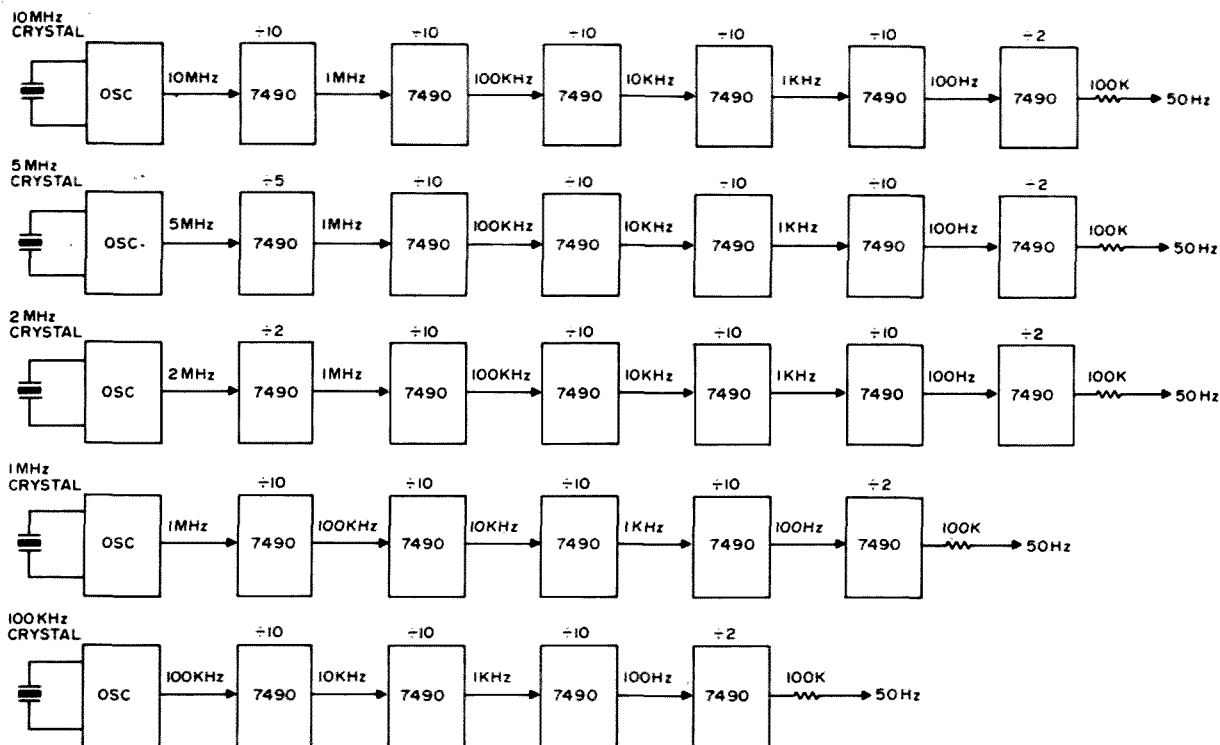 10MHz
CRYSTAL
÷10 ÷10 ÷10 ÷10 ÷10 ÷2
OSC 10MHz 7490 1MHz 7490 100KHz 7490 10KHz 7490 1KHz 7490 100Hz 7490 100K 50Hz
5MHz
CRYSTAL
÷5 ÷10 ÷10 ÷10 ÷10 ÷2
OSC. 5MHz 7490 1MHz 7490 100KHz 7490 10KHz 7490 1KHz 7490 100Hz 7490 100K 50Hz
2MHz
CRYSTAL
÷2 ÷10 ÷10 ÷10 ÷10 ÷2
OSC 2MHz 7490 1MHz 7490 100KHz 7490 10KHz 7490 1KHz 7490 100Hz 7490 100K 50Hz
1MHz
CRYSTAL
÷10 ÷10 ÷10 ÷10 ÷2
OSC 1MHz 7490 100KHz 7490 10KHz 7490 1KHz 7490 100Hz 7490 100K 50Hz
100KHz
CRYSTAL
÷10 ÷10 ÷10 ÷2
OSC 100KHz 7490 10KHz 7490 1KHz 7490 100Hz 7490 100K 50Hz